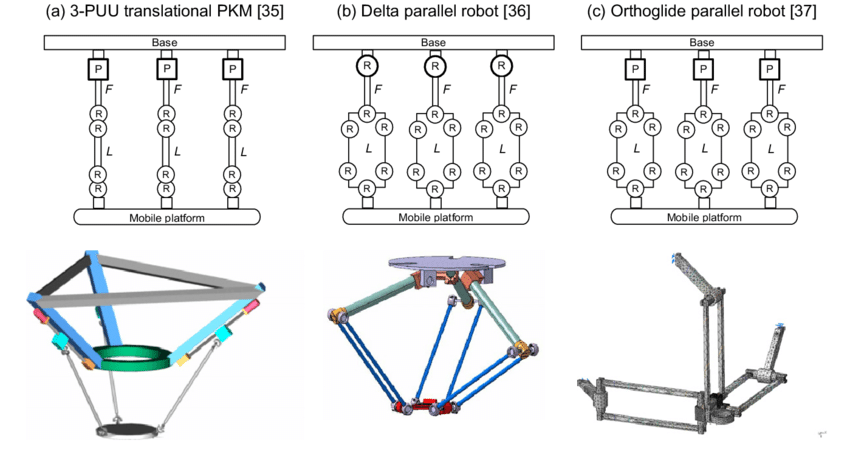 (a) 3-PUU translational PKM [35]
(b) Delta parallel robot [36]
(c) Orthoglide parallel robot [37]
Base
P P P
F F F
R R R
R R R
L L L
R R R
R R R
Mobile platform
Base
R R R
F F F
R R R
R R R R R R
L L L
R R R R R R
R R R
Mobile platform
Base
P P P
F F F
R R R
R R R R R R
L L L
R R R R R R
R R R
Mobile platform